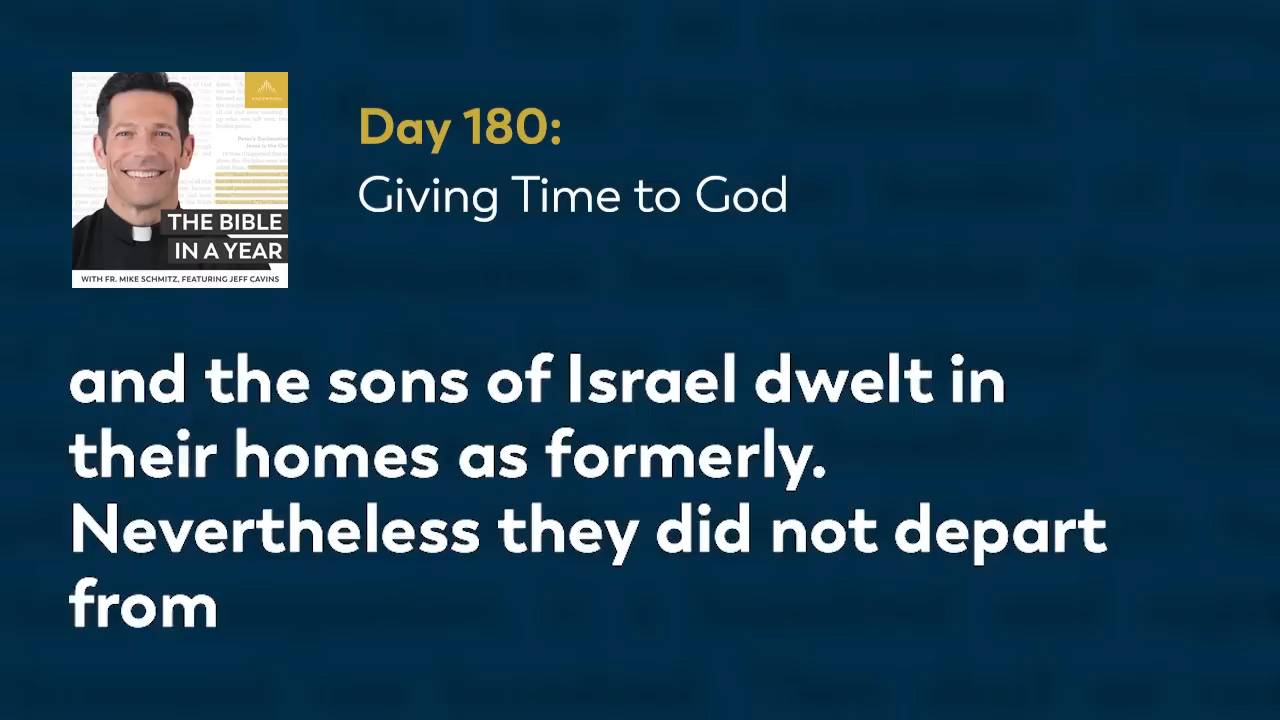 Day 180:
Giving Time to God
THE BIBLE
IN A YEAR
WITH FR. MIKE SCHMITZ, FEATURING JEFF CAVINS
and the sons of Israel dwelt in
their homes as formerly.
Nevertheless they did not depart
from